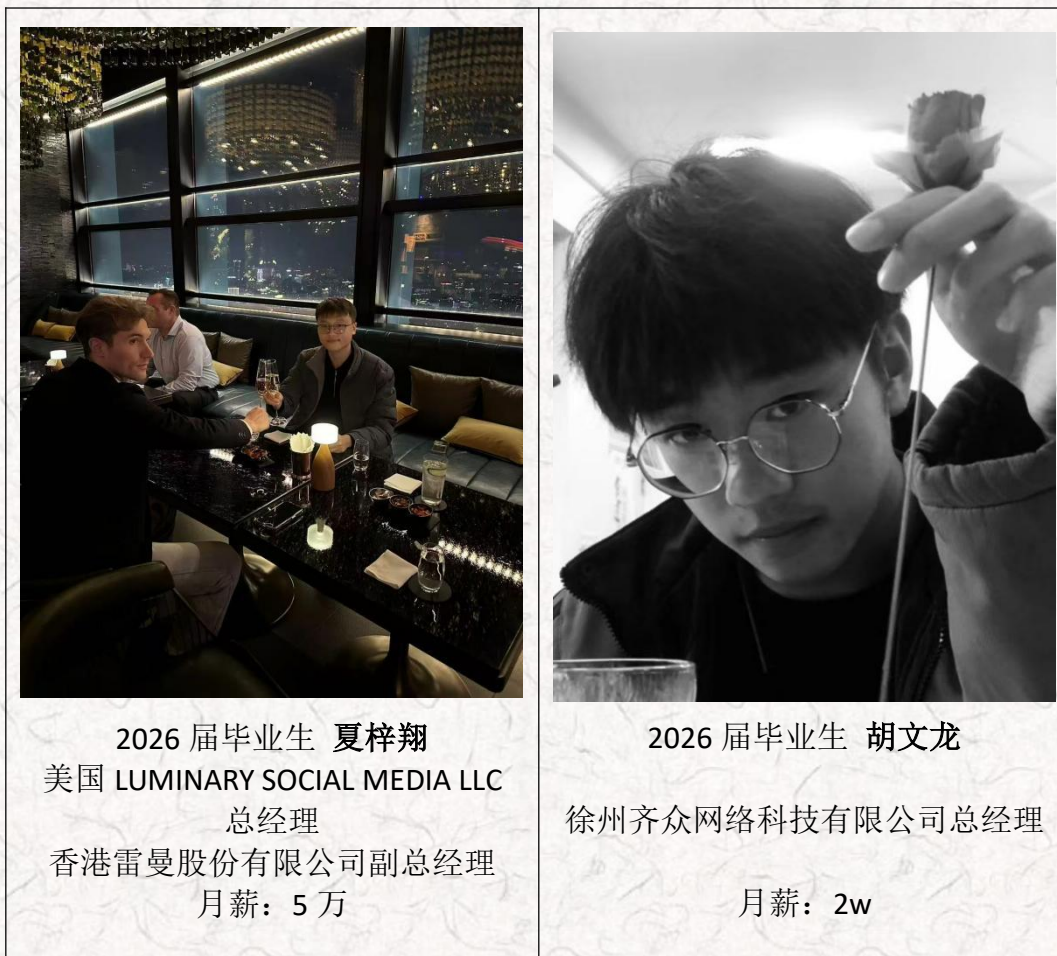 2026 届毕业生 夏梓翔
美国 LUMINARY SOCIAL MEDIA LLC
总经理
香港雷曼股份有限公司副总经理
月薪：5 万
2026 届毕业生 胡文龙
徐州齐众网络科技有限公司总经理
月薪：2w